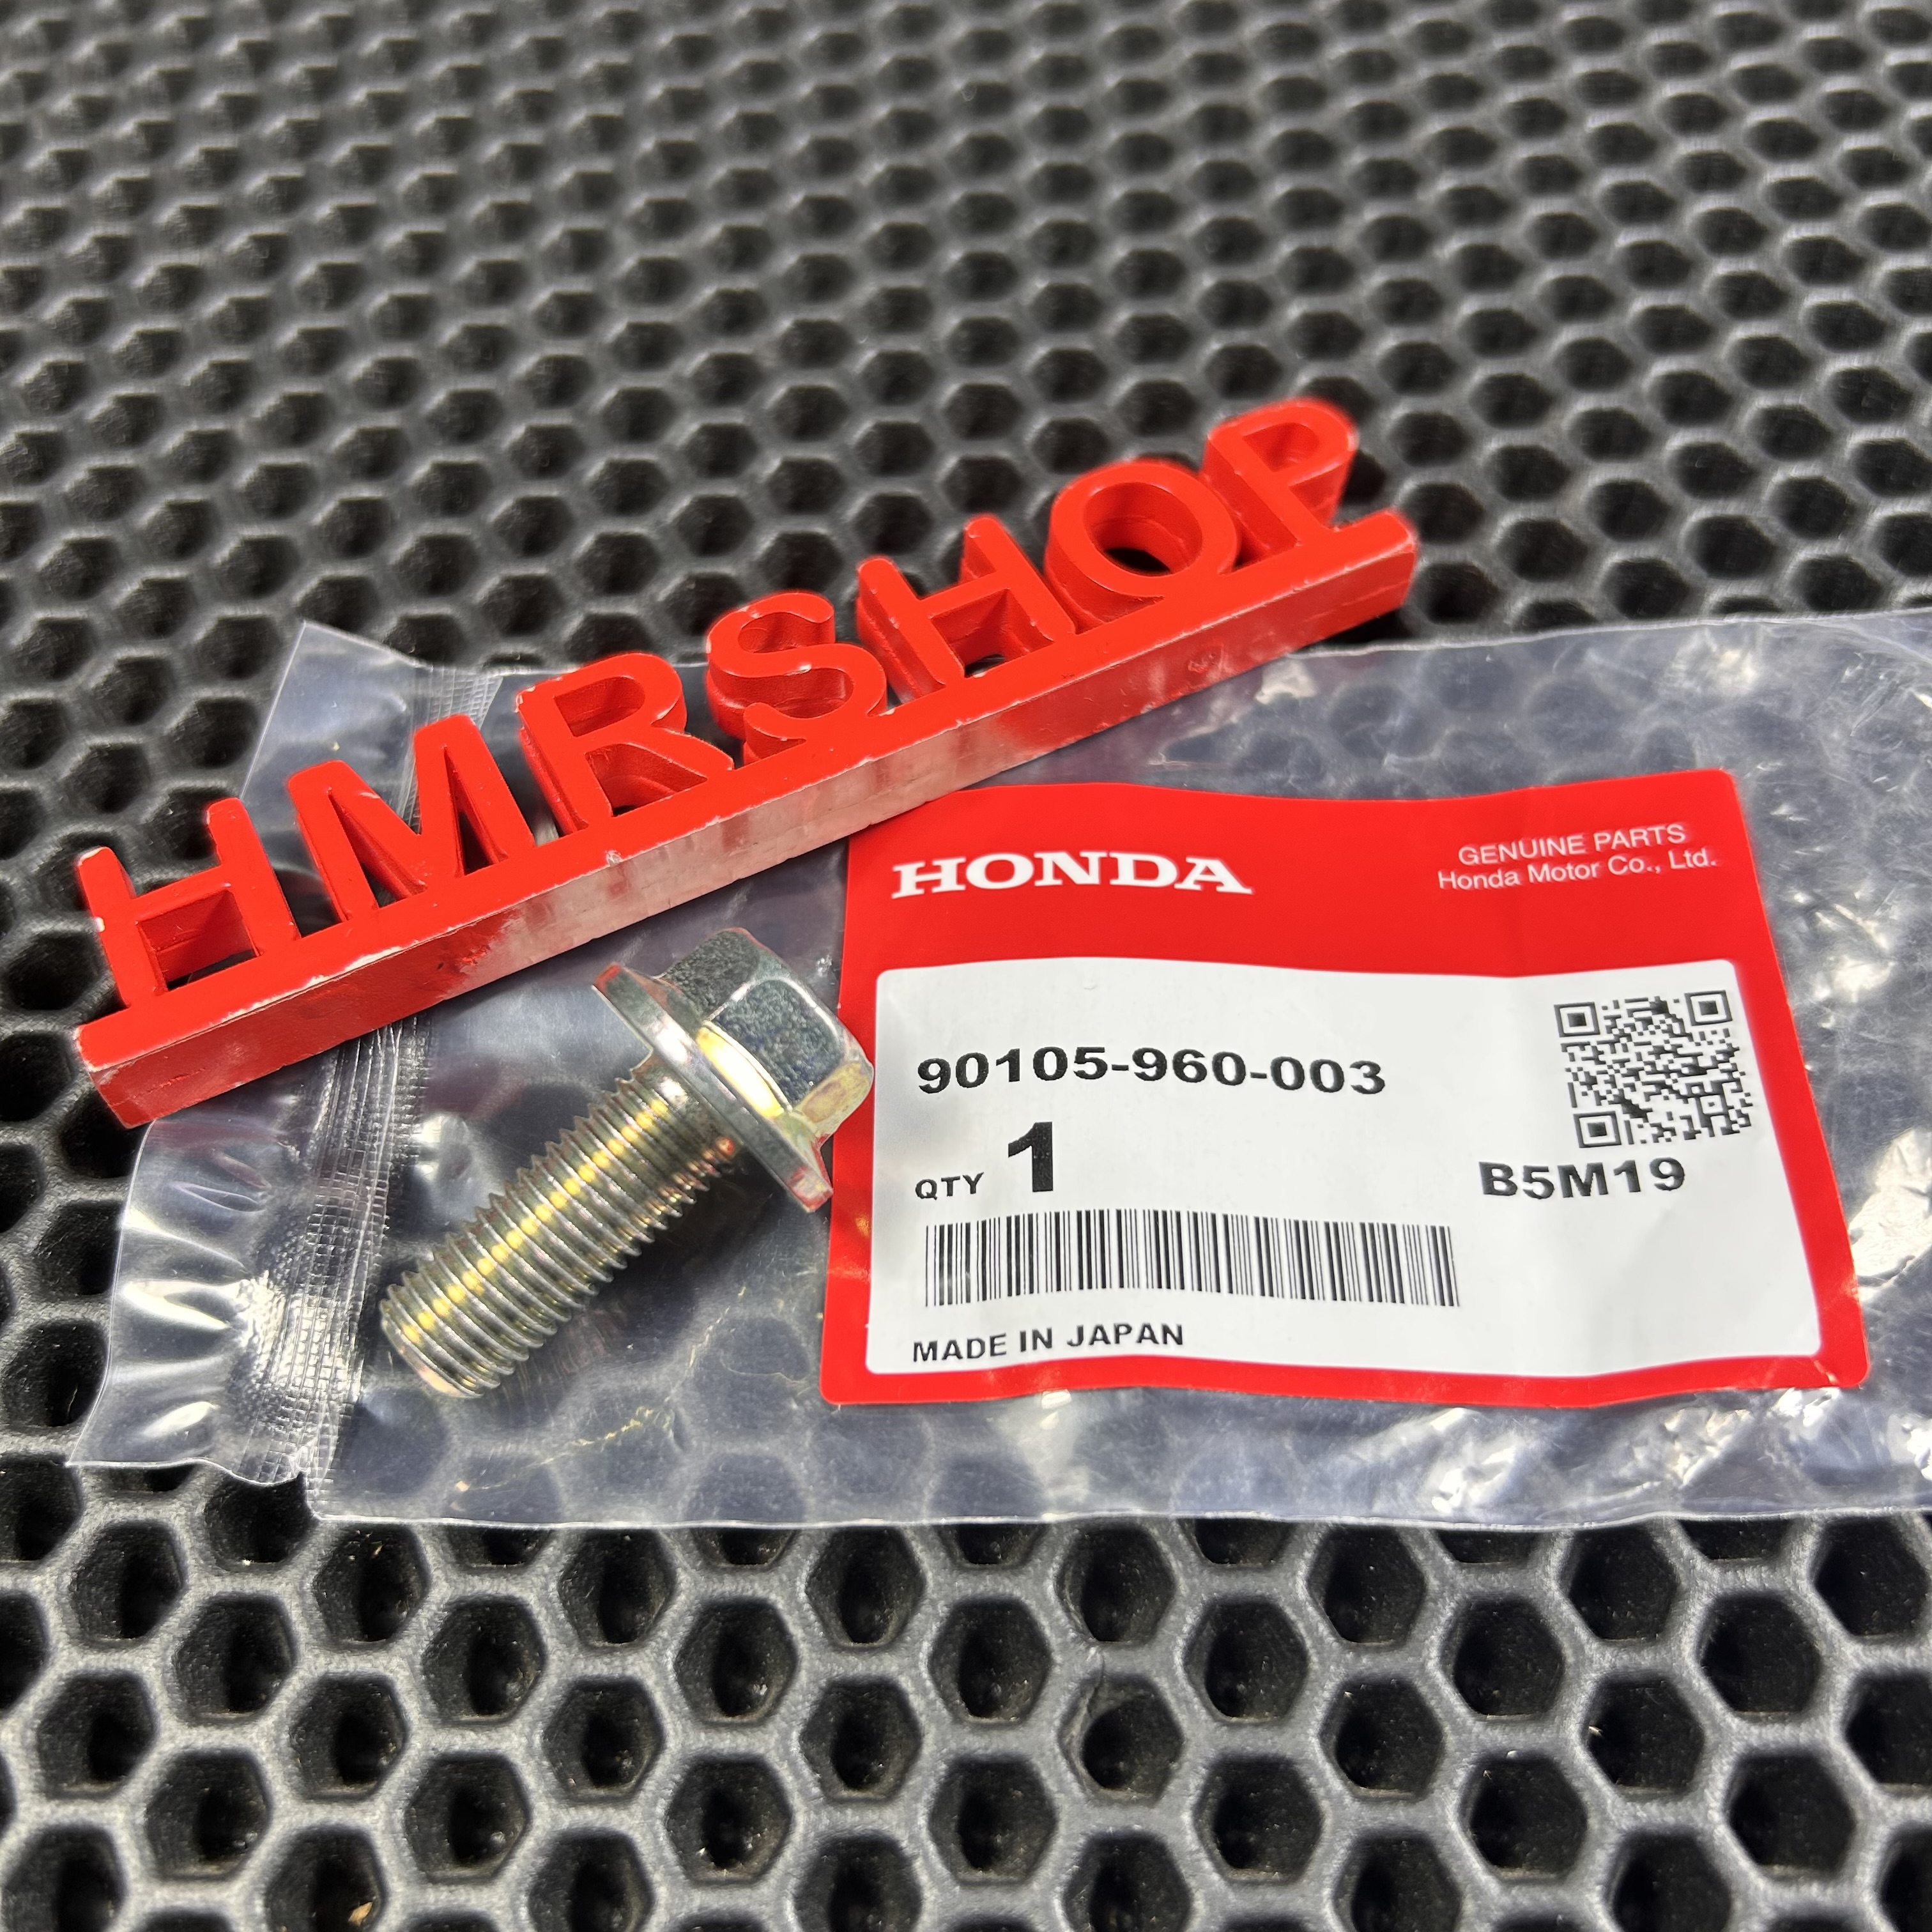 HMRSHOP
HONDA
GENUINE PARTS
Honda Motor Co., Ltd.
90105-960-003
QTY 1
B5M19
MADE IN JAPAN